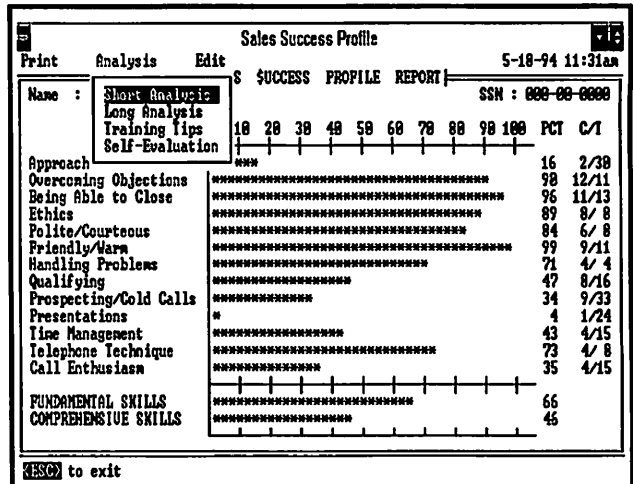 Sales Success Profile
Print Analysis Edit 5-18-94 11:31am
S $UCCESS PROFILE REPORT
Name : SSN : 000-00-0000
Short Analysis
Long Analysis
Training Tips
Self-Evaluation
10 20 30 40 50 60 70 80 90 100 PCT C/T
Approach *** 16 2/30
Overcoming Objections 90 12/11
Being Able to Close 96 11/13
Ethics 89 8/ 8
Polite/Courteous 84 6/ 8
Friendly/Warm 99 9/11
Handling Problems 71 4/ 4
Qualifying 47 8/16
Prospecting/Cold Calls 34 9/33
Presentations * 4 1/24
Time Management 43 4/15
Telephone Technique 73 4/ 8
Call Enthusiasm 35 4/15
FUNDAMENTAL SKILLS 66
COMPREHENSIVE SKILLS 46
<ESC> to exit